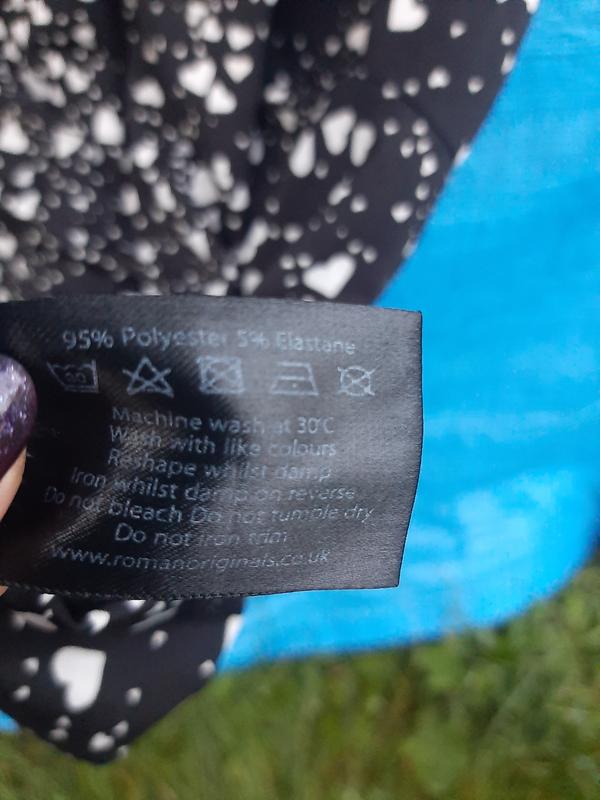 95% Polyester 5% Elastane
30
Machine wash at 30°C
Wash with like colours
Reshape whilst damp
Iron whilst damp on reverse
Do not bleach Do not tumble dry
Do not iron trim
www.romanoriginals.co.uk